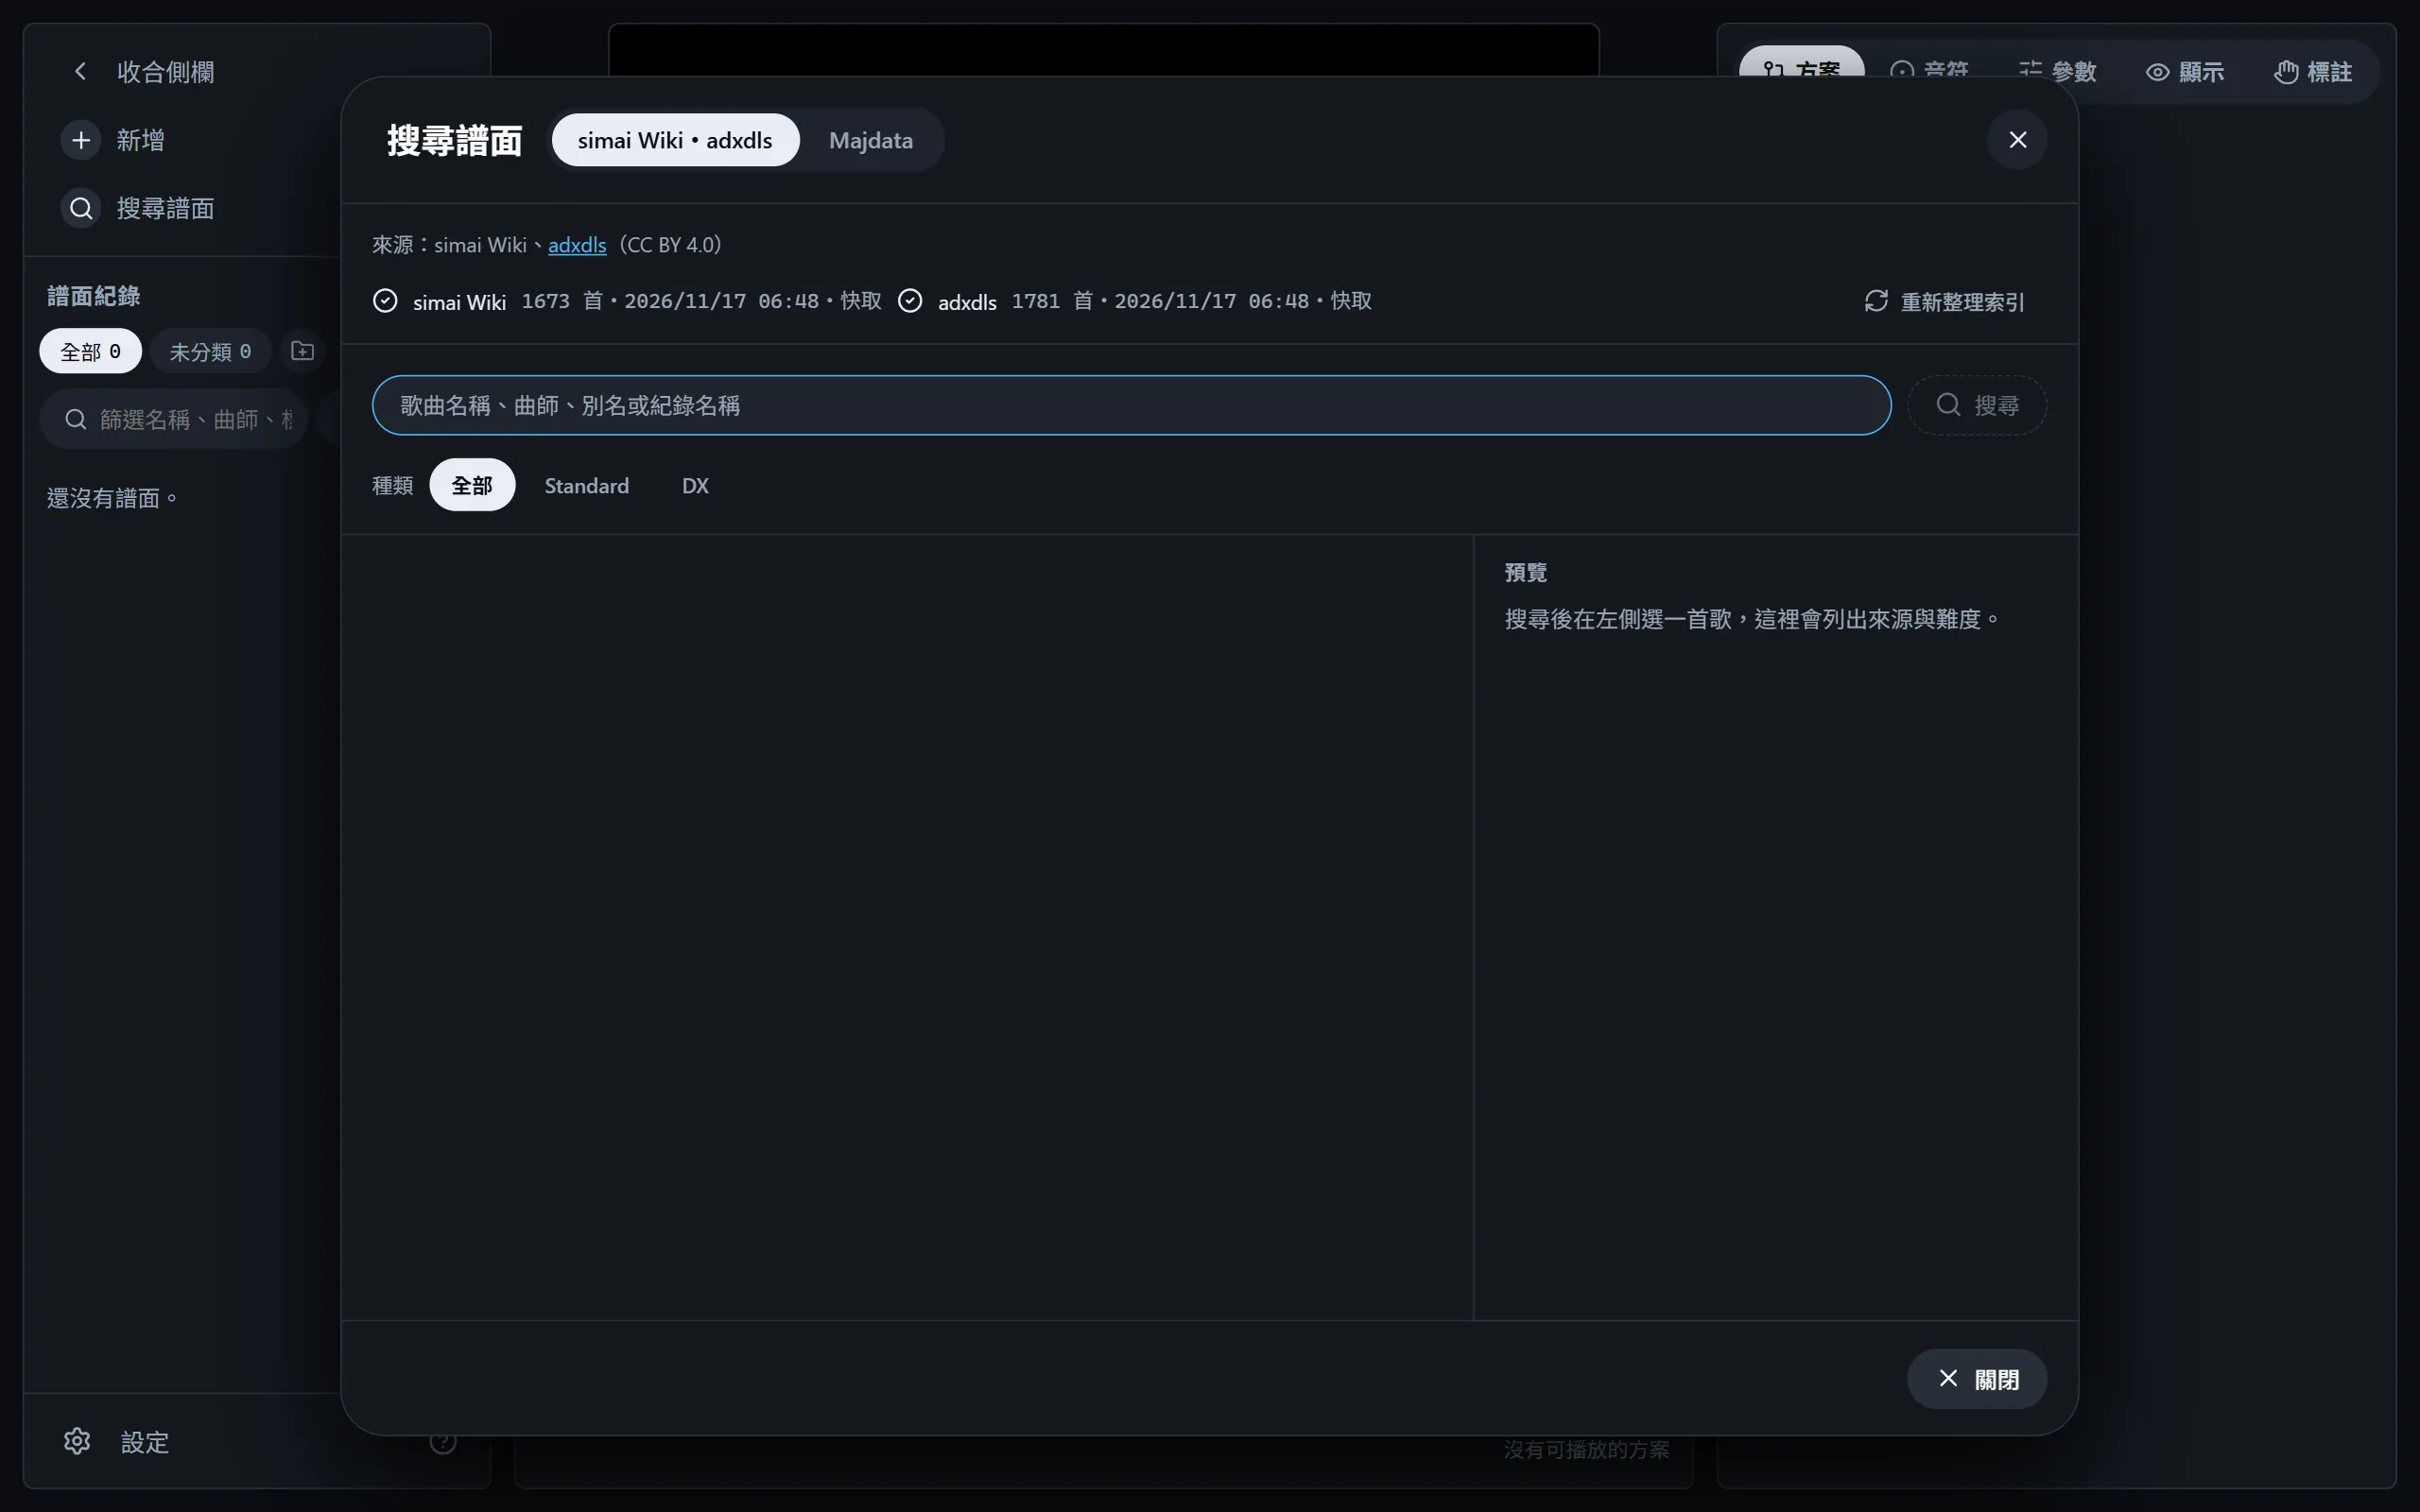 收合側欄
新增
搜尋譜面
譜面紀錄
全部 0
未分類 0
篩選名稱、曲師、
還沒有譜面。
設定
方案
音符
參數
顯示
標註
搜尋譜面
simai Wiki・adxdls
Majdata
來源：simai Wiki、adxdls（CC BY 4.0）
simai Wiki 1673 首・2026/11/17 06:48・快取
adxdls 1781 首・2026/11/17 06:48・快取
重新整理索引
歌曲名稱、曲師、別名或紀錄名稱
搜尋
種類
全部
Standard
DX
預覽
搜尋後在左側選一首歌，這裡會列出來源與難度。
關閉
沒有可播放的方案